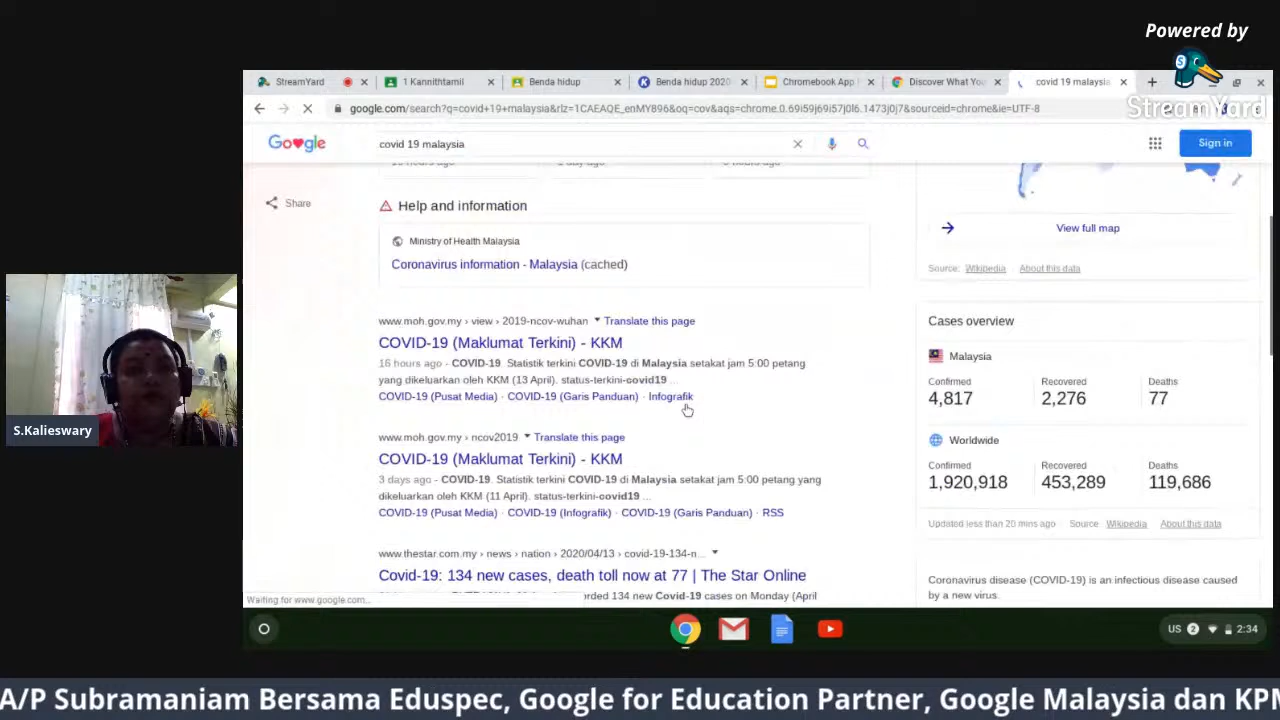 Powered by
StreamYard
StreamYard
1 Kannithtamil
Benda hidup
Benda hidup 2020
Chromebook App
Discover What You
covid 19 malaysia
google.com/search?q=covid+19+malaysia&rlz=1CAEAQE_enMY896&oq=cov&aqs=chrome.0.69i59j69i57j0l6.1473j0j7&sourceid=chrome&ie=UTF-8
Google
covid 19 malaysia
Sign in
Share
Help and information
Ministry of Health Malaysia
Coronavirus information - Malaysia (cached)
www.moh.gov.my › view › 2019-ncov-wuhan Translate this page
COVID-19 (Maklumat Terkini) - KKM
16 hours ago - COVID-19. Statistik terkini COVID-19 di Malaysia setakat jam 5:00 petang
yang dikeluarkan oleh KKM (13 April). status-terkini-covid19 ...
COVID-19 (Pusat Media) · COVID-19 (Garis Panduan) · Infografik
www.moh.gov.my › ncov2019 Translate this page
COVID-19 (Maklumat Terkini) - KKM
3 days ago - COVID-19. Statistik terkini COVID-19 di Malaysia setakat jam 5:00 petang yang
dikeluarkan oleh KKM (11 April). status-terkini-covid19 ...
COVID-19 (Pusat Media) · COVID-19 (Infografik) · COVID-19 (Garis Panduan) · RSS
www.thestar.com.my › news › nation › 2020/04/13 › covid-19-134-n...
Covid-19: 134 new cases, death toll now at 77 | The Star Online
new Covid-19 cases on Monday (April
Waiting for www.google.com...
View full map
Source: Wikipedia About this data
Cases overview
Malaysia
Confirmed Recovered Deaths
4,817 2,276 77
Worldwide
Confirmed Recovered Deaths
1,920,918 453,289 119,686
Updated less than 20 mins ago Source: Wikipedia About this data
Coronavirus disease (COVID-19) is an infectious disease caused
by a new virus.
US 2 2:34
S.Kalieswary
A/P Subramaniam Bersama Eduspec, Google for Education Partner, Google Malaysia dan KPM